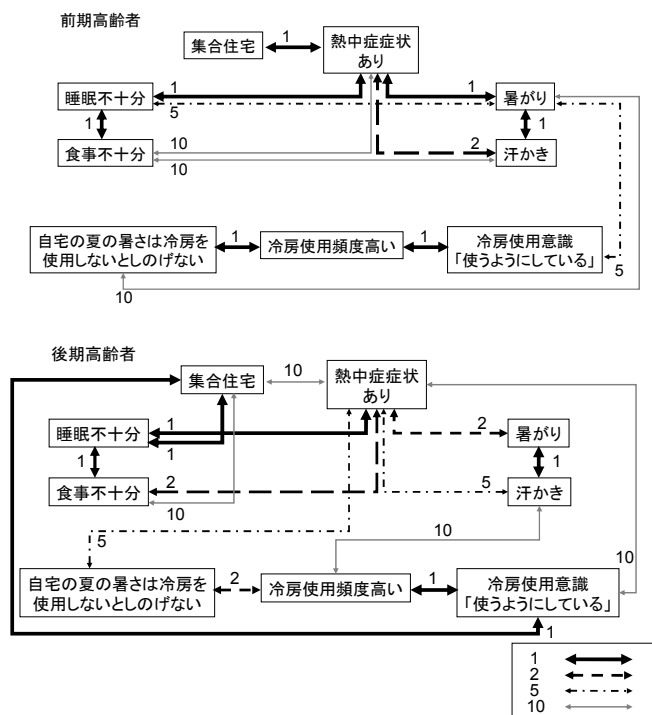 前期高齢者
集合住宅
1
熱中症症状
あり
睡眠不十分
1
5
1
暑がり
1
1
食事不十分
10
10
2
汗かき
自宅の夏の暑さは冷房を
使用しないとしのげない
1
冷房使用頻度高い
1
冷房使用意識
「使うようにしている」
5
10
後期高齢者
集合住宅
10
熱中症症状
あり
睡眠不十分
1
1
2
暑がり
1
1
食事不十分
2
10
5
汗かき
5
10
10
自宅の夏の暑さは冷房を
使用しないとしのげない
2
冷房使用頻度高い
1
冷房使用意識
「使うようにしている」
1
1
2
5
10